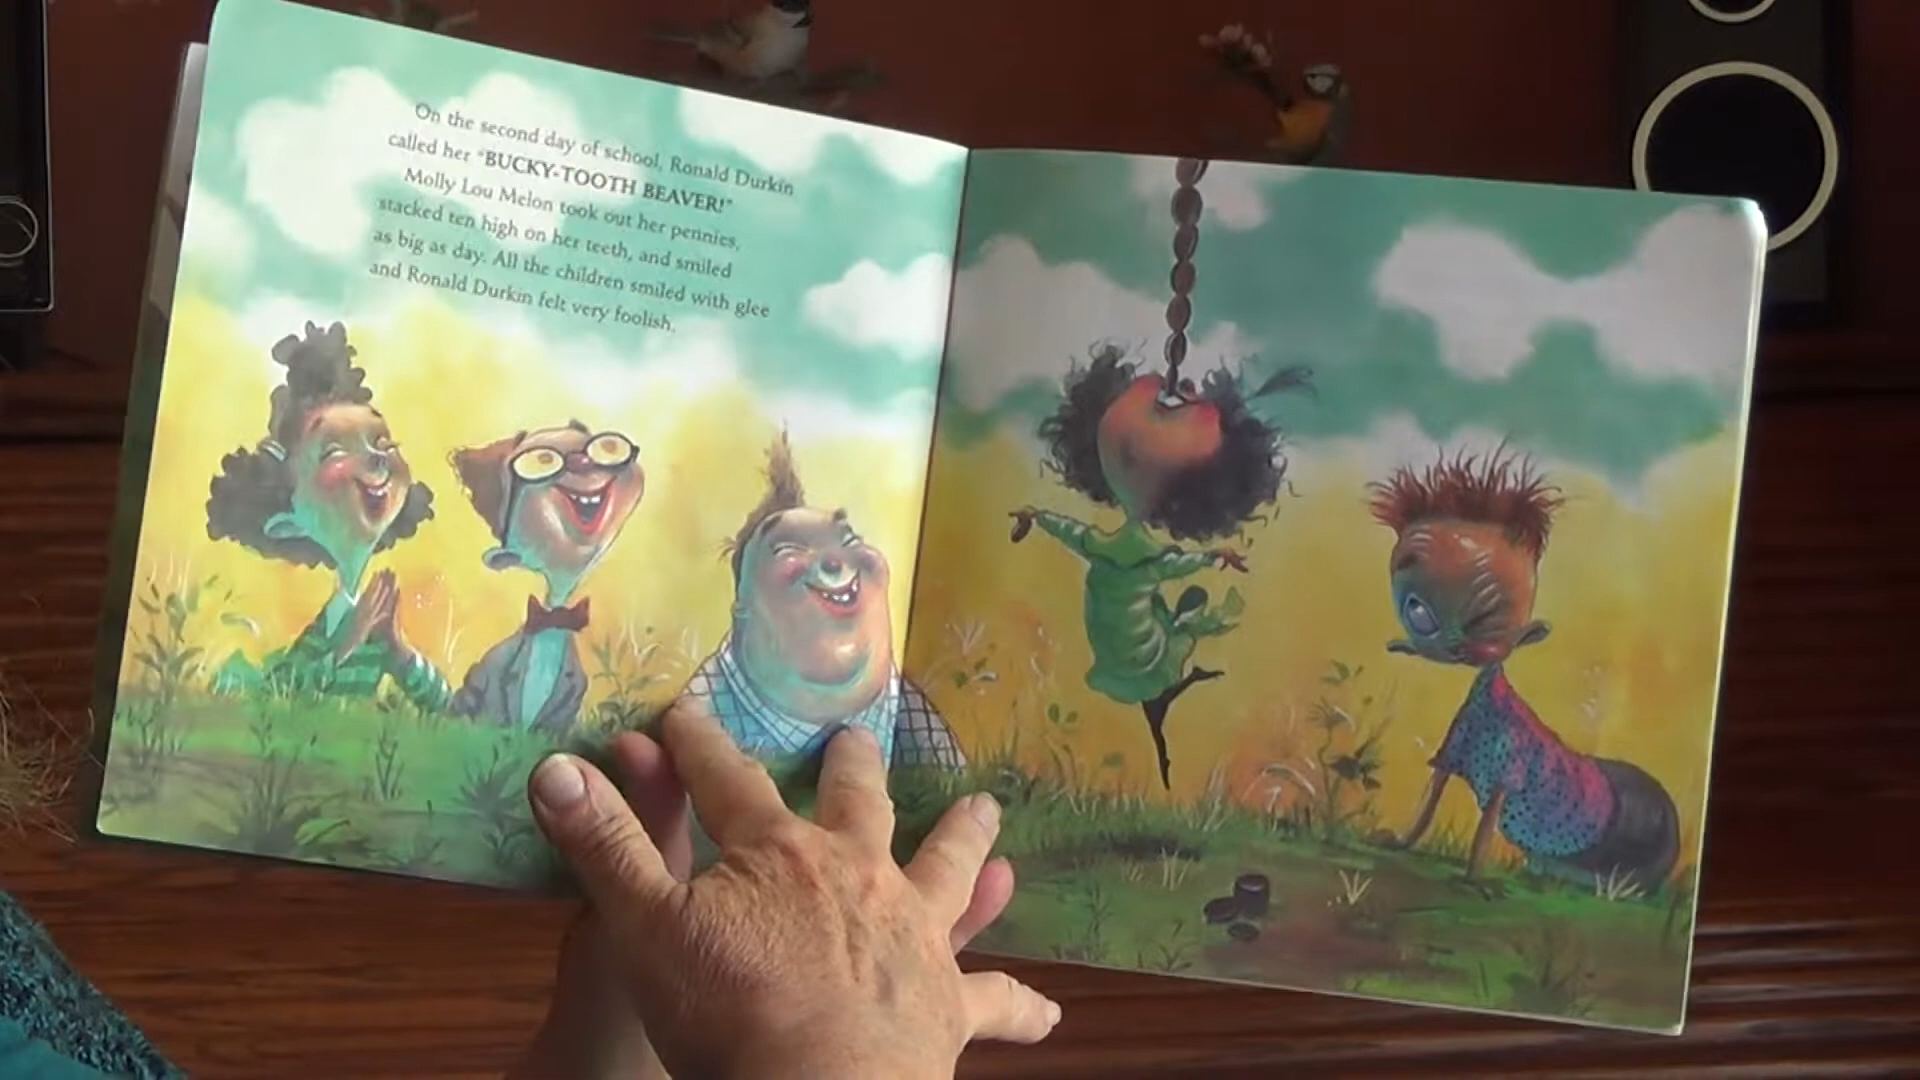 On the second day of school, Ronald Durkin
called her "BUCKY-TOOTH BEAVER!"
Molly Lou Melon took out her pennies,
stacked ten high on her teeth, and smiled
as big as day. All the children smiled with glee
and Ronald Durkin felt very foolish.